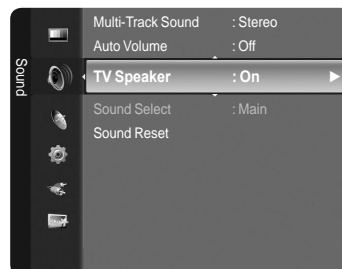 Sound
Multi-Track Sound : Stereo
Auto Volume : Off
TV Speaker : On
Sound Select : Main
Sound Reset